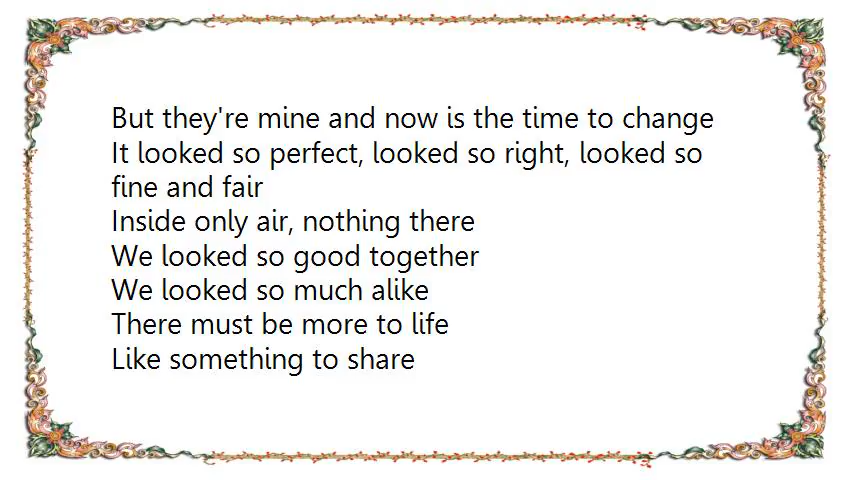 But they're mine and now is the time to change
It looked so perfect, looked so right, looked so
fine and fair
Inside only air, nothing there
We looked so good together
We looked so much alike
There must be more to life
Like something to share